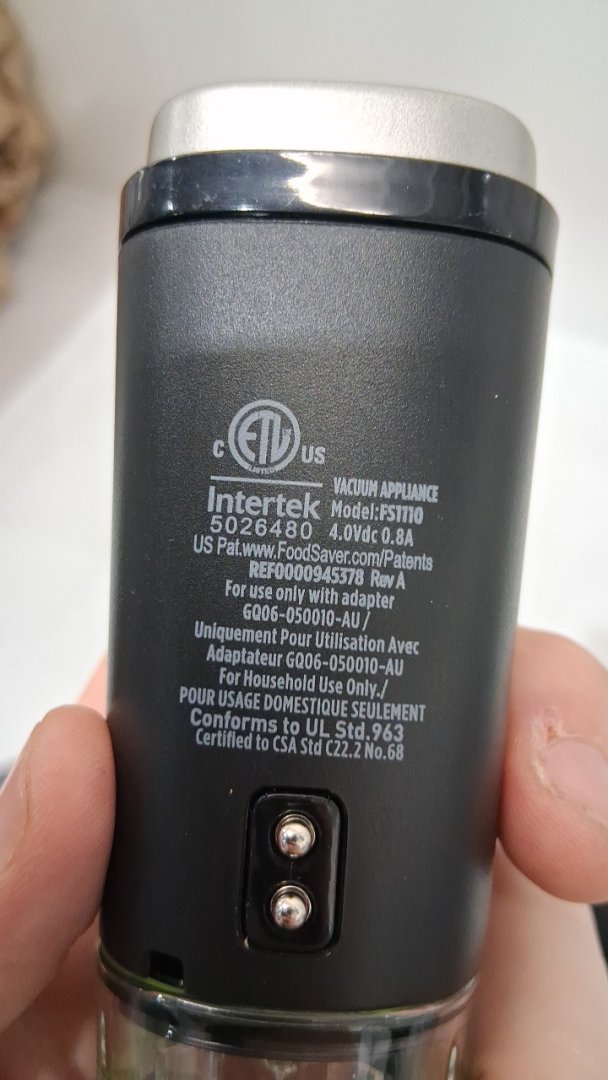 C ETL US
LISTED
Intertek
5026480
VACUUM APPLIANCE
Model:FS1110
4.0Vdc 0.8A
US Pat.www.FoodSaver.com/Patents
REF0000945378 Rev A
For use only with adapter
GQ06-050010-AU /
Uniquement Pour Utilisation Avec
Adaptateur GQ06-050010-AU
For Household Use Only./
POUR USAGE DOMESTIQUE SEULEMENT
Conforms to UL Std.963
Certified to CSA Std C22.2 No.68